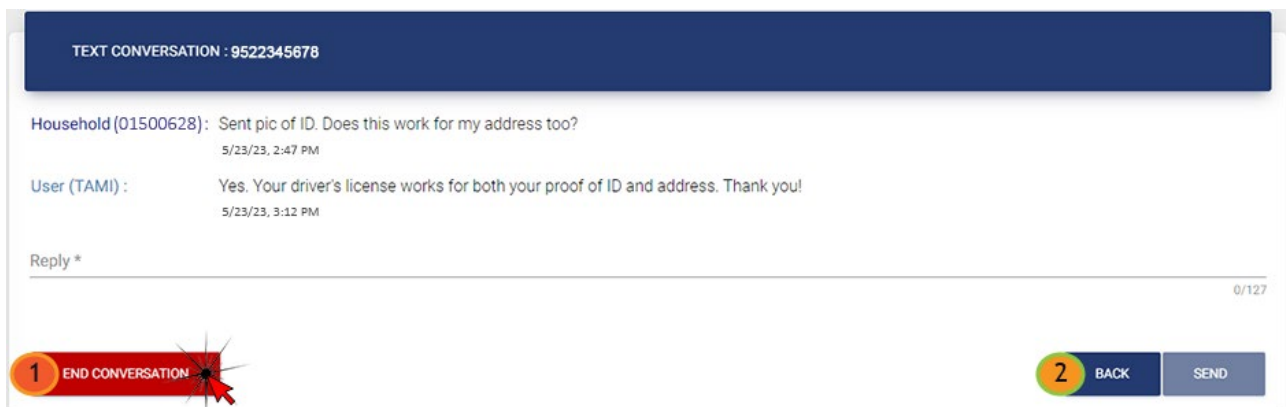 TEXT CONVERSATION : 9522345678
Household (01500628) : Sent pic of ID. Does this work for my address too?
5/23/23, 2:47 PM
User (TAMI) : Yes. Your driver's license works for both your proof of ID and address. Thank you!
5/23/23, 3:12 PM
Reply *
0/127
1 END CONVERSATION 2 BACK SEND